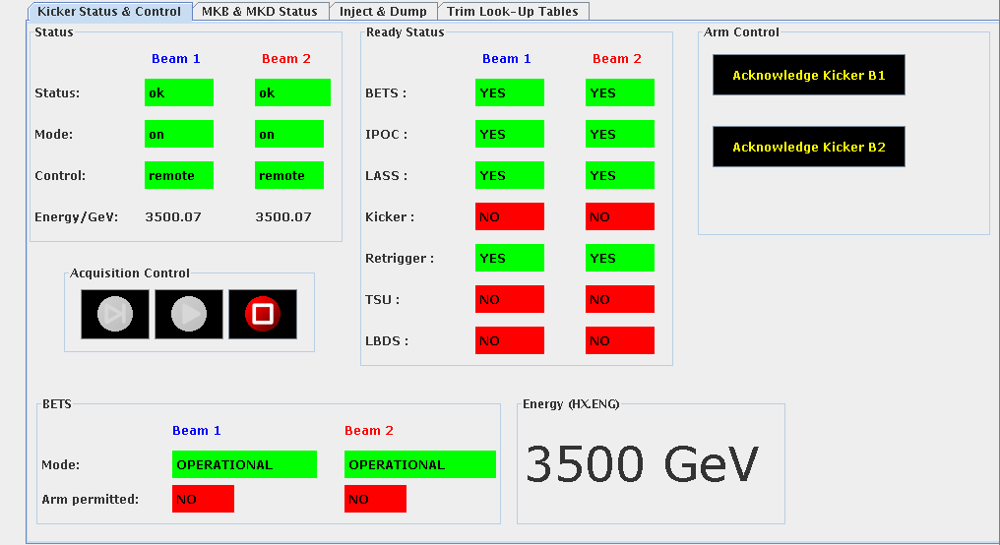 Kicker Status & Control MKB & MKD Status Inject & Dump Trim Look-Up Tables
Status
Beam 1 Beam 2
Status: ok ok
Mode: on on
Control: remote remote
Energy/GeV: 3500.07 3500.07
Acquisition Control
Ready Status
Beam 1 Beam 2
BETS : YES YES
IPOC : YES YES
LASS : YES YES
Kicker : NO NO
Retrigger : YES YES
TSU : NO NO
LBDS : NO NO
Arm Control
Acknowledge Kicker B1
Acknowledge Kicker B2
BETS
Beam 1 Beam 2
Mode: OPERATIONAL OPERATIONAL
Arm permitted: NO NO
Energy (HX.ENG)
3500 GeV